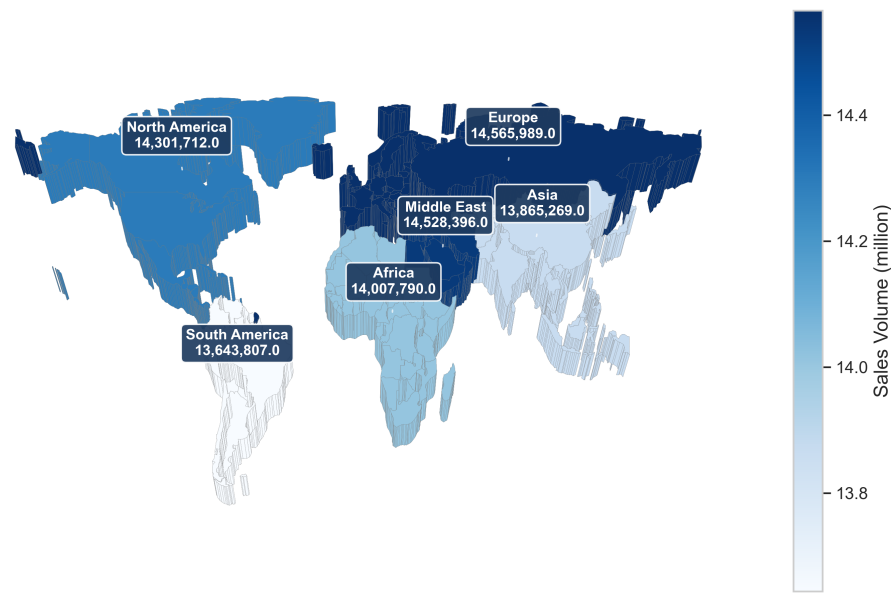 North America
14,301,712.0
Europe
14,565,989.0
Asia
13,865,269.0
Middle East
14,528,396.0
Africa
14,007,790.0
South America
13,643,807.0
14.4
14.2
14.0
13.8
Sales Volume (million)